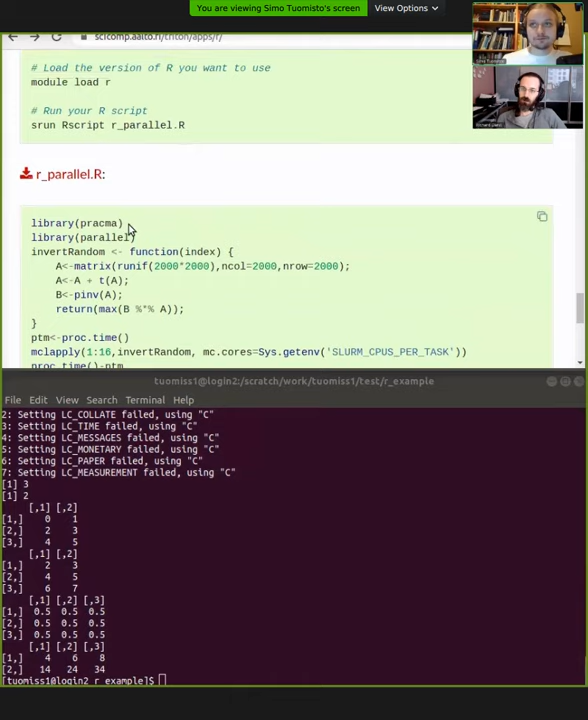 You are viewing Simo Tuomisto's screen
View Options
scicomp.aalto.fi/triton/apps/r/
# Load the version of R you want to use
module load r
# Run your R script
srun Rscript r_parallel.R
r_parallel.R:
library(pracma)
library(parallel)
invertRandom <- function(index) {
A<-matrix(runif(2000*2000),ncol=2000,nrow=2000);
A<-A + t(A);
B<-pinv(A);
return(max(B %*% A));
}
ptm<-proc.time()
mclapply(1:16,invertRandom, mc.cores=Sys.getenv('SLURM_CPUS_PER_TASK'))
proc.time()-ptm
tuomiss1@login2:/scratch/work/tuomiss1/test/r_example
File Edit View Search Terminal Help
2: Setting LC_COLLATE failed, using "C"
3: Setting LC_TIME failed, using "C"
4: Setting LC_MESSAGES failed, using "C"
5: Setting LC_MONETARY failed, using "C"
6: Setting LC_PAPER failed, using "C"
7: Setting LC_MEASUREMENT failed, using "C"
[1] 3
[1] 2
[,1] [,2]
[1,] 0 1
[2,] 2 3
[3,] 4 5
[,1] [,2]
[1,] 2 3
[2,] 4 5
[3,] 6 7
[,1] [,2] [,3]
[1,] 0.5 0.5 0.5
[2,] 0.5 0.5 0.5
[3,] 0.5 0.5 0.5
[,1] [,2] [,3]
[1,] 4 6 8
[2,] 14 24 34
[tuomiss1@login2 r_example]$